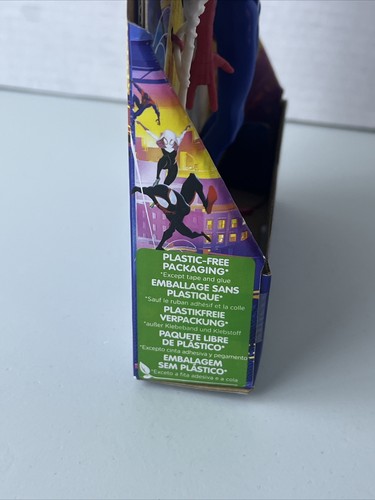 PLASTIC-FREE
PACKAGING*
*Except tape and glue
EMBALLAGE SANS
PLASTIQUE*
*Sauf le ruban adhésif et la colle
PLASTIKFREIE
VERPACKUNG*
*außer Klebeband und Klebstoff
PAQUETE LIBRE
DE PLÁSTICO*
*Excepto cinta adhesiva y pegamento
EMBALAGEM
SEM PLÁSTICO*
*Exceto a fita adesiva e a cola